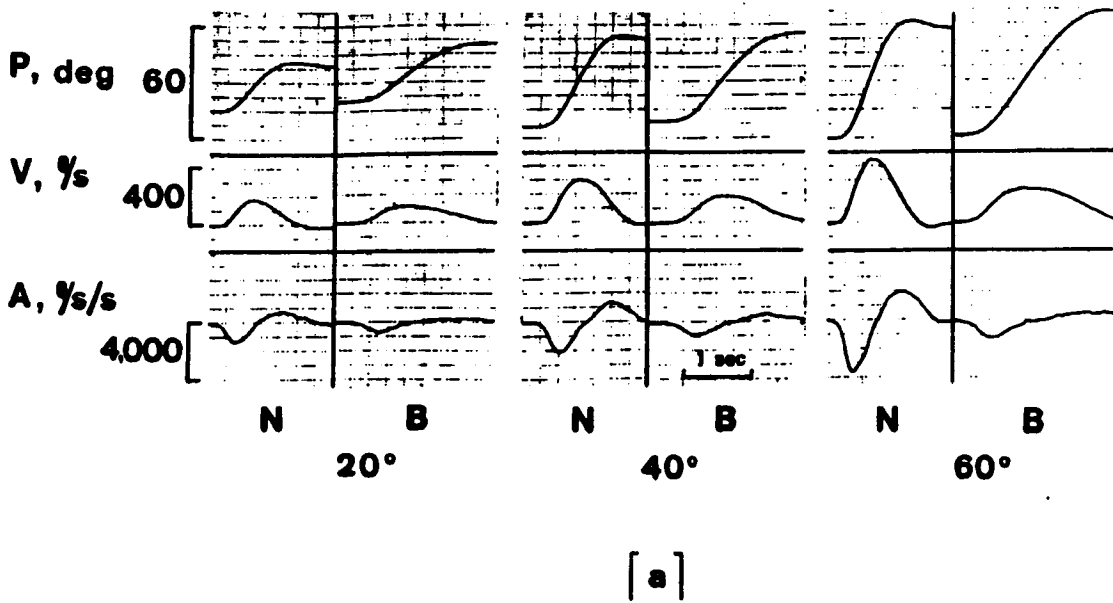 P, deg 60
V, °/s 400
A, °/s/s
4,000
1 sec
N B N B N B
20° 40° 60°
[a]